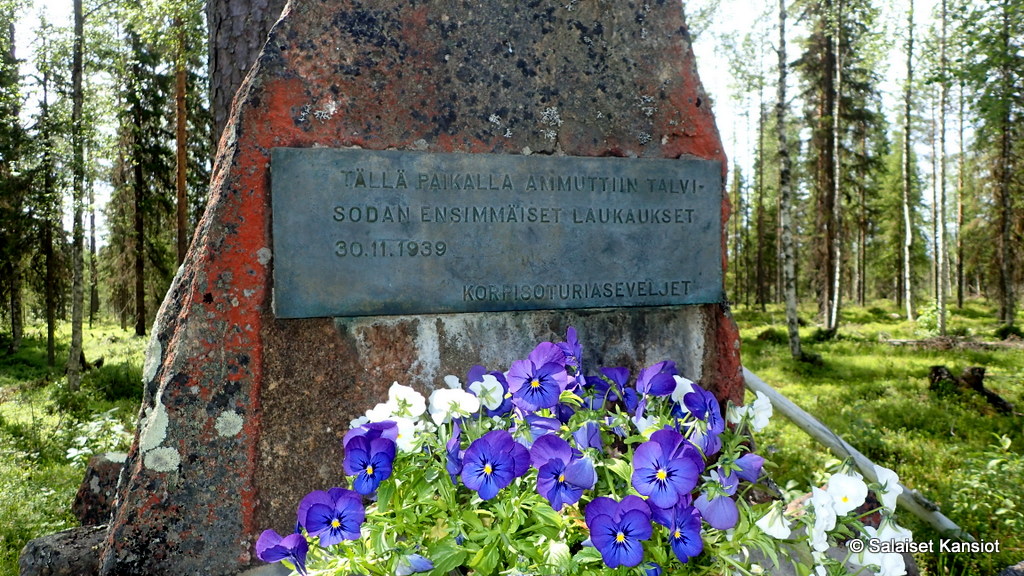 TÄLLÄ PAIKALLA AMMUTTIIN TALVI-
SODAN ENSIMMÄISET LAUKAUKSET
30.11.1939
KORPISOTURIASEVELJET
© Salaiset Kansiot